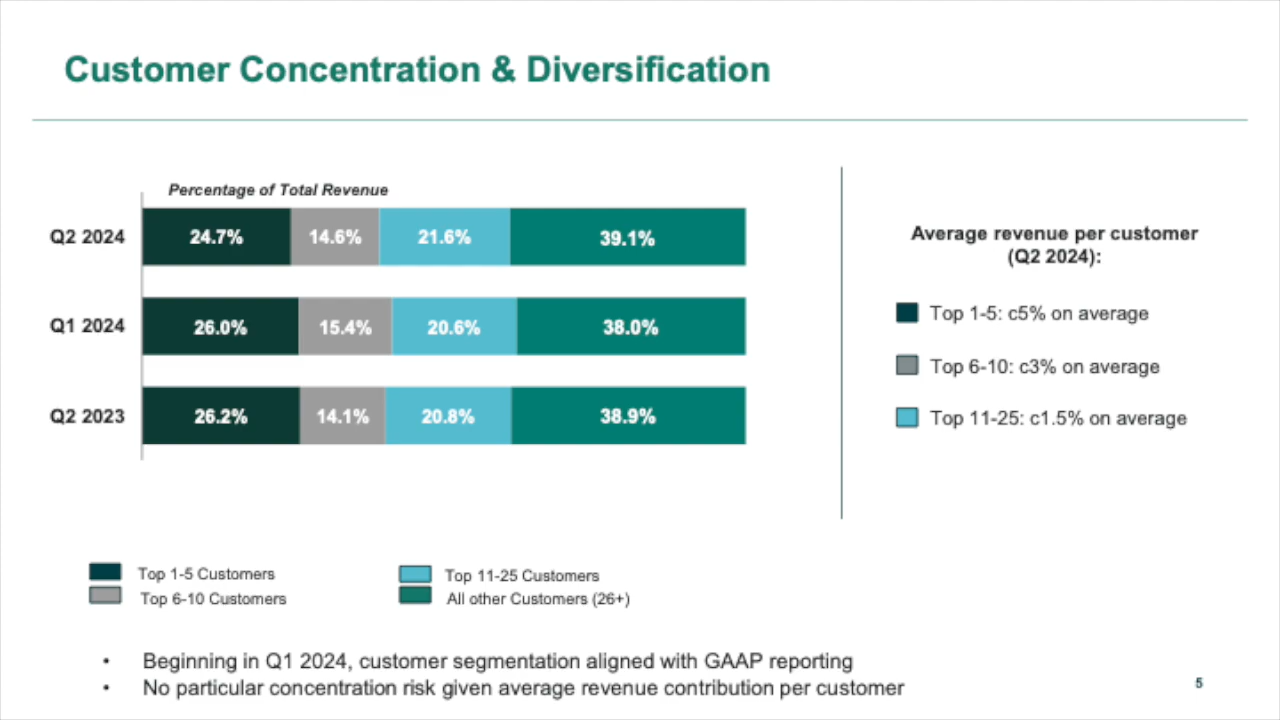 Customer Concentration & Diversification
Percentage of Total Revenue
Q2 2024 24.7% 14.6% 21.6% 39.1%
Q1 2024 26.0% 15.4% 20.6% 38.0%
Q2 2023 26.2% 14.1% 20.8% 38.9%
Average revenue per customer
(Q2 2024):
Top 1-5: c5% on average
Top 6-10: c3% on average
Top 11-25: c1.5% on average
Top 1-5 Customers
Top 6-10 Customers
Top 11-25 Customers
All other Customers (26+)
• Beginning in Q1 2024, customer segmentation aligned with GAAP reporting
• No particular concentration risk given average revenue contribution per customer
5